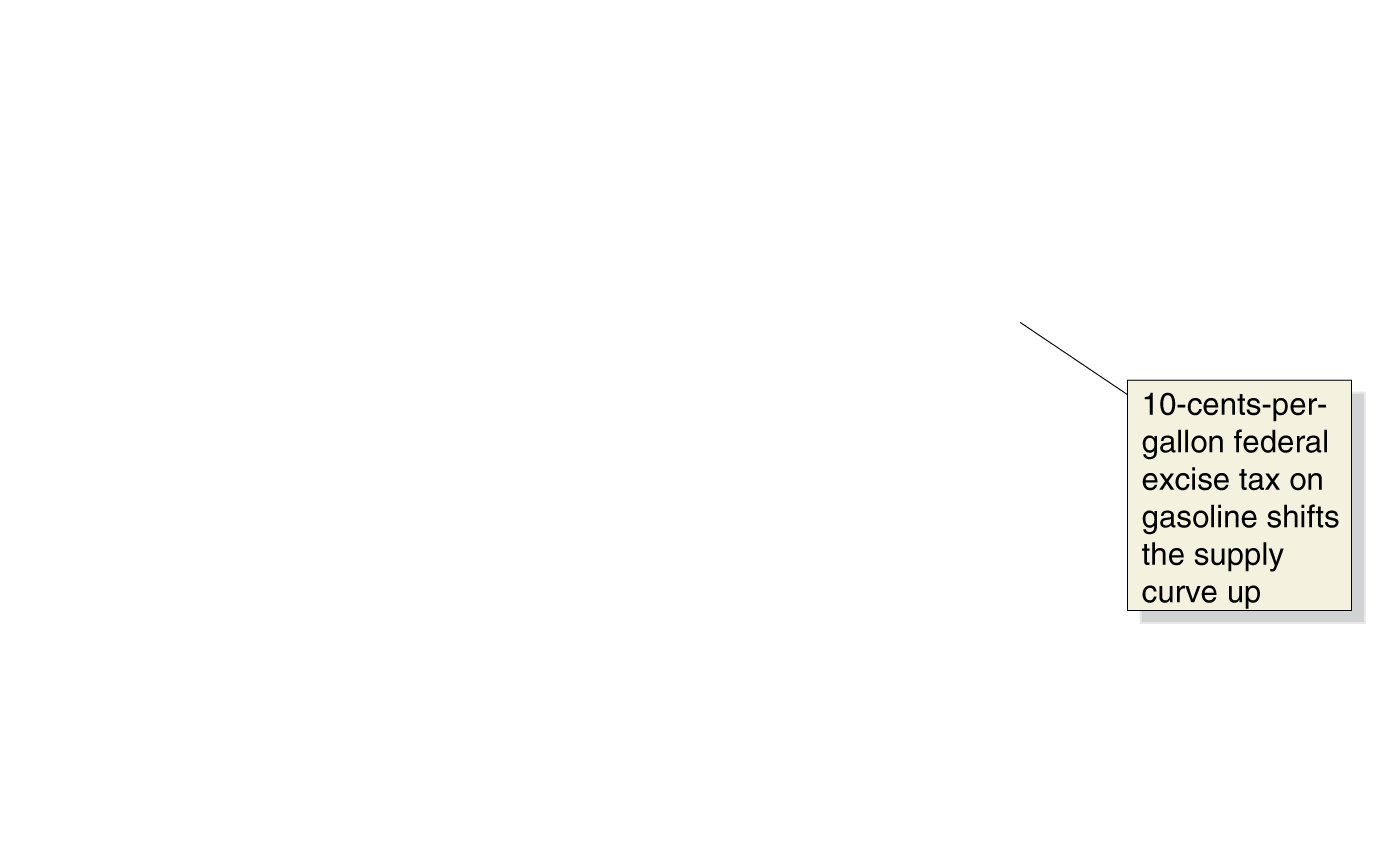 10-cents-per-
gallon federal
excise tax on
gasoline shifts
the supply
curve up